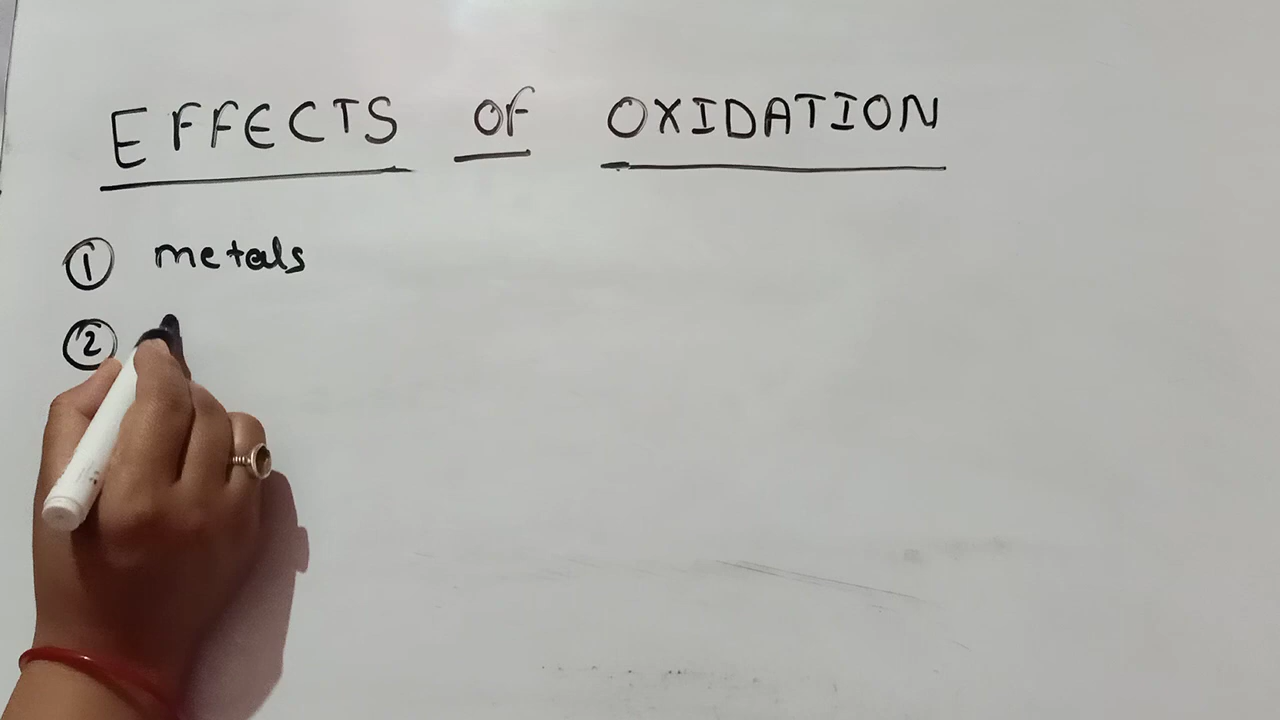 EFFECTS OF OXIDATION
① metals
②